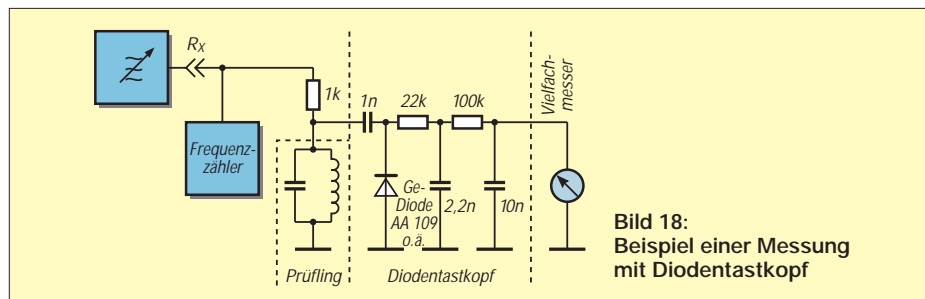 RX
1k
1n
22k
100k
Vielfach-
messer
Frequenz-
zähler
Ge-
Diode
AA 109
o.ä.
2,2n
10n
Prüfling
Diodentastkopf
Bild 18:
Beispiel einer Messung
mit Diodentastkopf